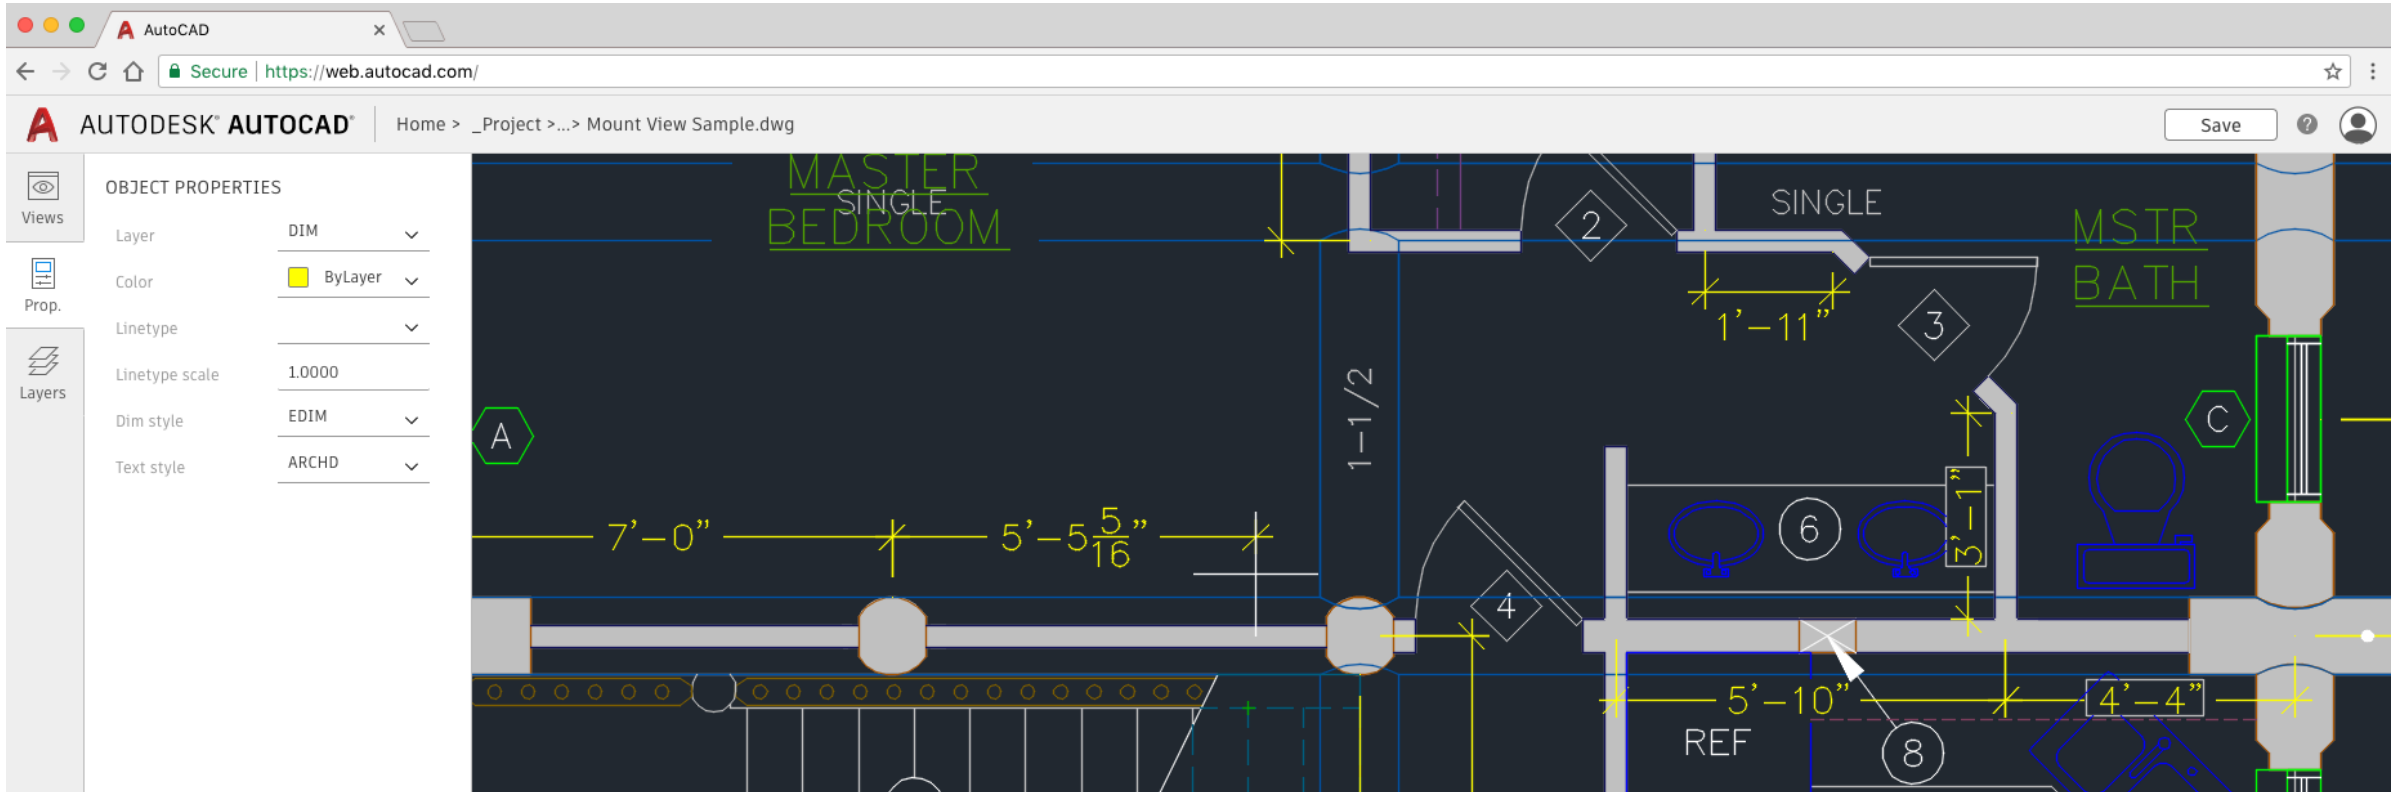 AutoCAD
Secure
https://web.autocad.com/
AUTODESK® AUTOCAD®
Home > _Project >...> Mount View Sample.dwg
Save
?
Views
Prop.
Layers
OBJECT PROPERTIES
Layer DIM
Color ByLayer
Linetype
Linetype scale 1.0000
Dim style EDIM
Text style ARCHD
MASTER
SINGLE
BEDROOM
2
SINGLE
MSTR
BATH
1'-11"
3
1-1/2
A
C
7'-0"
5'-5 5/16"
6
3'-1"
4
5'-10"
4'-4"
REF
8